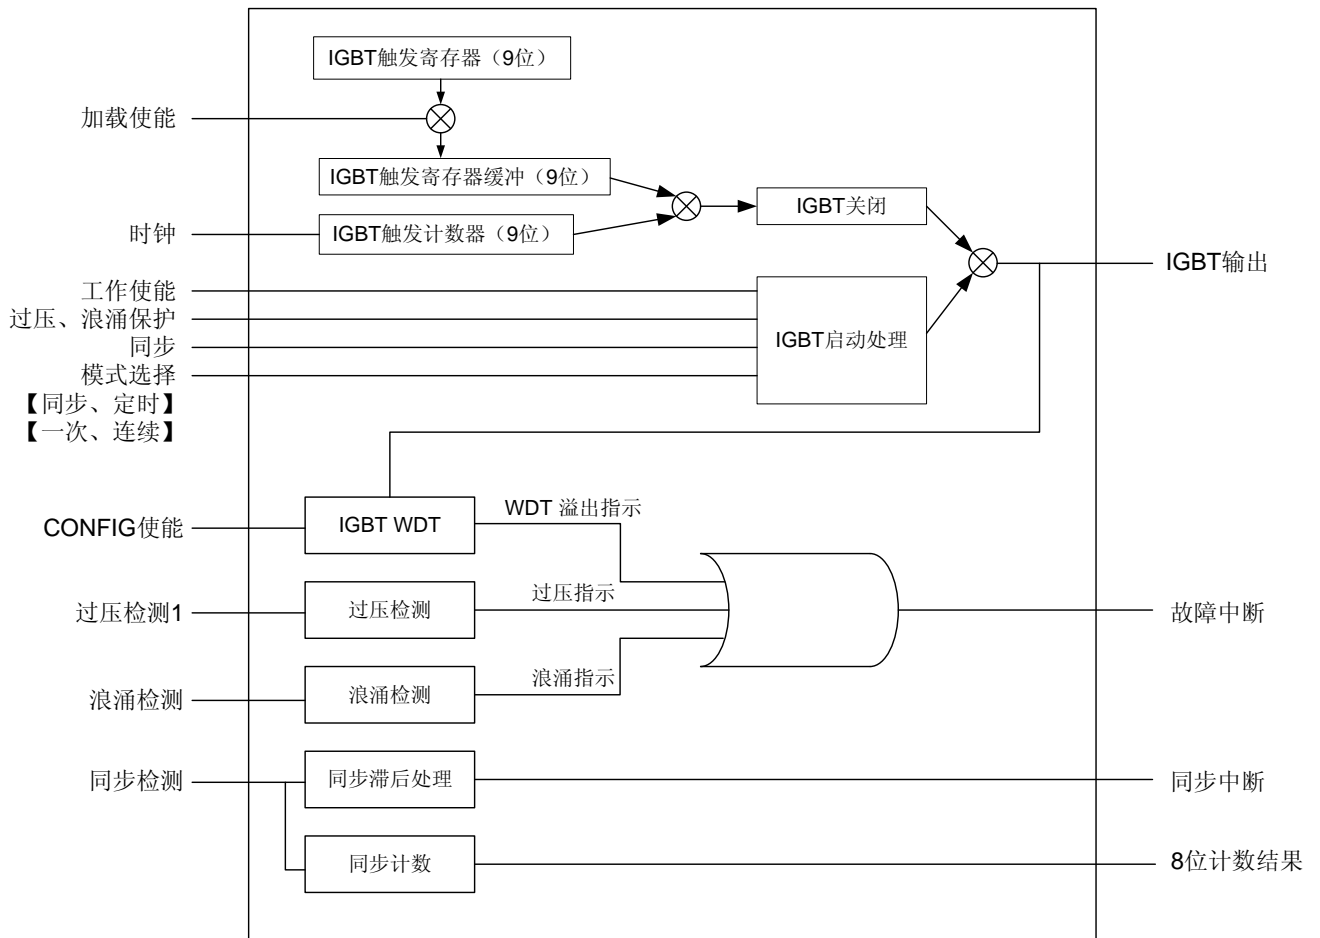 IGBT触发寄存器（9位）
加载使能
IGBT触发寄存器缓冲（9位）
IGBT关闭
时钟
IGBT触发计数器（9位）
IGBT输出
工作使能
过压、浪涌保护
同步
IGBT启动处理
模式选择
【同步、定时】
【一次、连续】
WDT 溢出指示
CONFIG使能
IGBT WDT
过压指示
过压检测1
过压检测
故障中断
浪涌指示
浪涌检测
浪涌检测
同步检测
同步滞后处理
同步中断
同步计数
8位计数结果